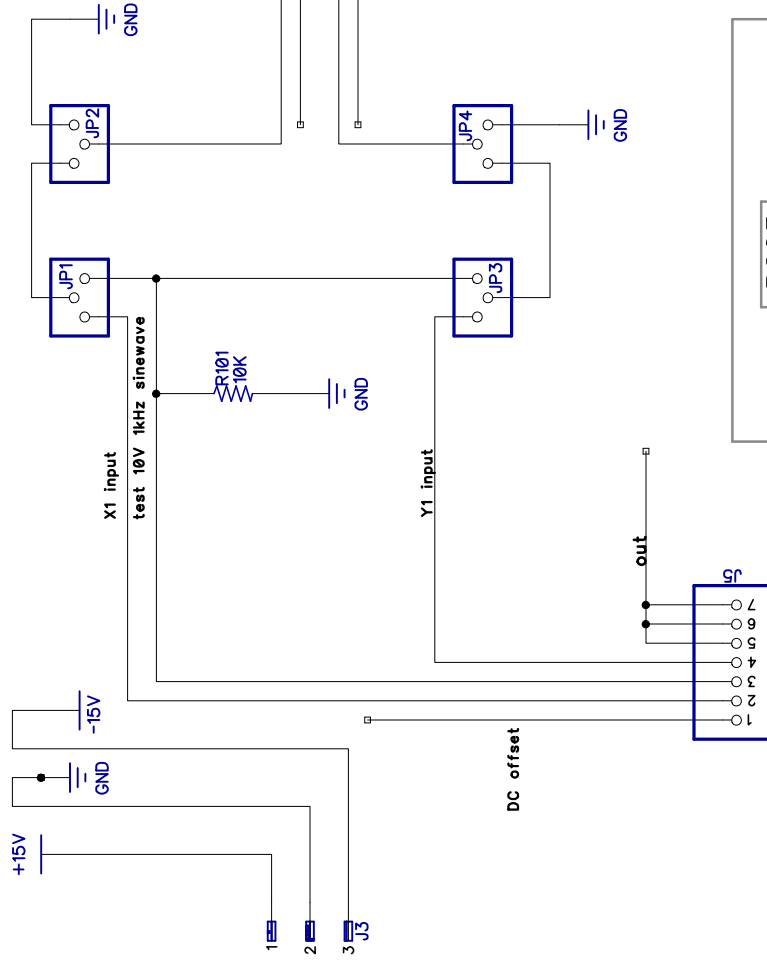 GND
JP2
JP4
GND
JP1
JP3
R101
10K
GND
X1 input
test 10V 1kHz sinewave
Y1 input
out
J5
7
6
5
4
3
2
1
-15V
GND
DC offset
+15V
1
2
3
J3